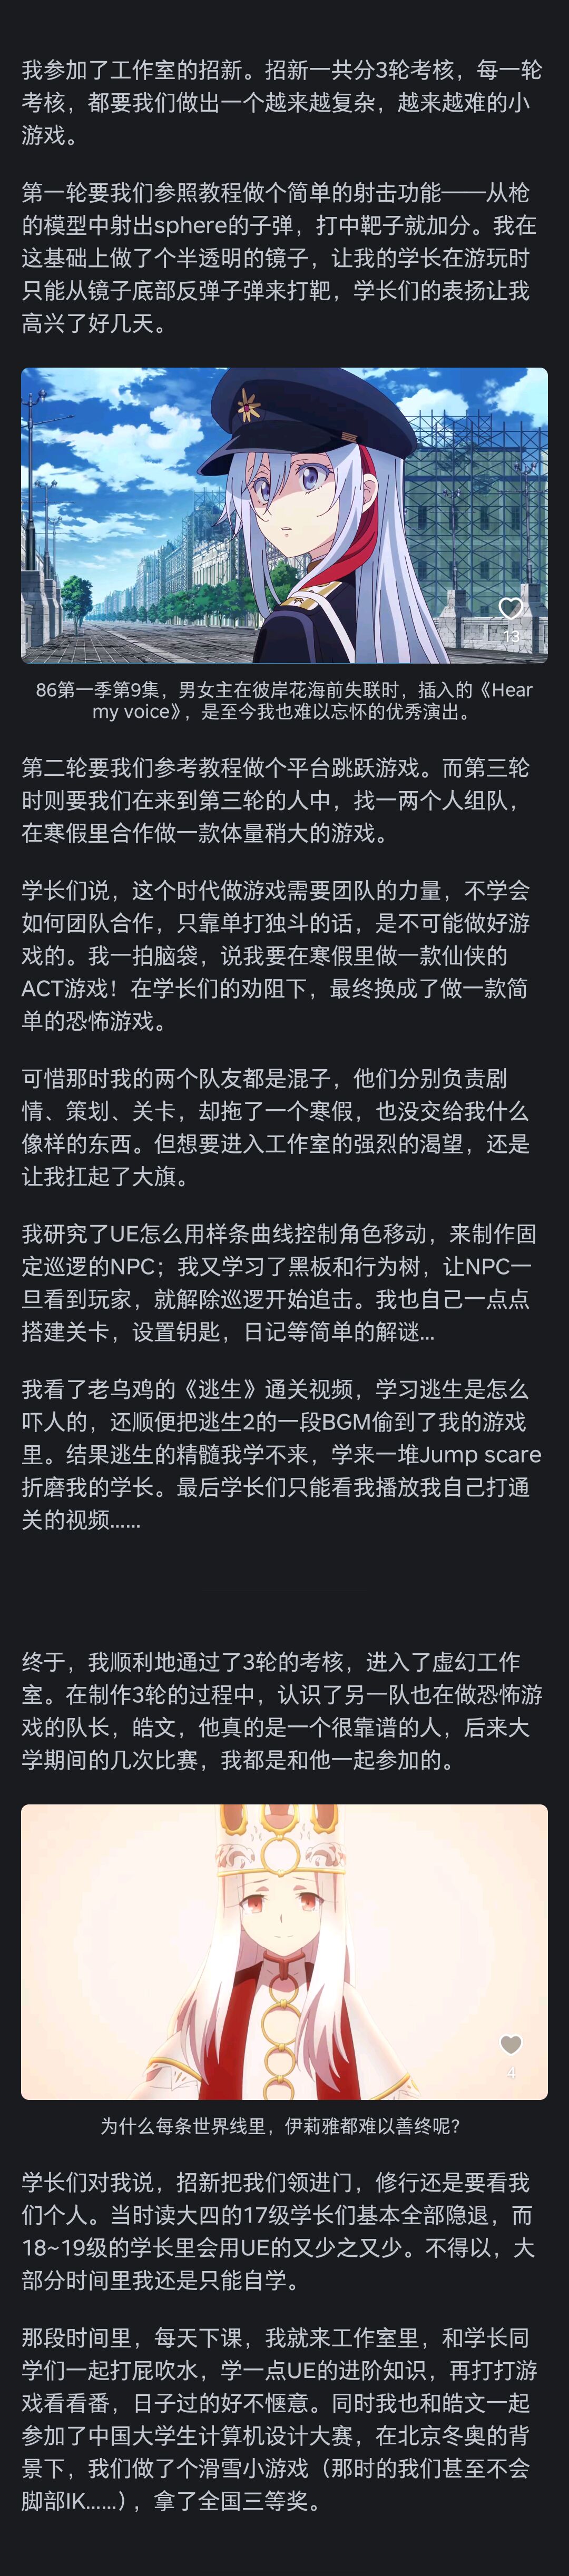 我参加了工作室的招新。招新一共分3轮考核，每一轮
考核，都要我们做出一个越来越复杂，越来越难的小
游戏。
第一轮要我们参照教程做个简单的射击功能——从枪
的模型中射出sphere的子弹，打中靶子就加分。我在
这基础上做了个半透明的镜子，让我的学长在游玩时
只能从镜子底部反弹子弹来打靶，学长们的表扬让我
高兴了好几天。
13
86第一季第9集，男女主在彼岸花海前失联时，插入的《Hear
my voice》，是至今我也难以忘怀的优秀演出。
第二轮要我们参考教程做个平台跳跃游戏。而第三轮
时则要我们在来到第三轮的人中，找一两个人组队，
在寒假里合作做一款体量稍大的游戏。
学长们说，这个时代做游戏需要团队的力量，不学会
如何团队合作，只靠单打独斗的话，是不可能做好游
戏的。我一拍脑袋，说我要在寒假里做一款仙侠的
ACT游戏！在学长们的劝阻下，最终换成了做一款简
单的恐怖游戏。
可惜那时我的两个队友都是混子，他们分别负责剧
情、策划、关卡，却拖了一个寒假，也没交给我什么
像样的东西。但想要进入工作室的强烈的渴望，还是
让我扛起了大旗。
我研究了UE怎么用样条曲线控制角色移动，来制作固
定巡逻的NPC；我又学习了黑板和行为树，让NPC一
旦看到玩家，就解除巡逻开始追击。我也自己一点点
搭建关卡，设置钥匙，日记等简单的解谜...
我看了老乌鸡的《逃生》通关视频，学习逃生是怎么
吓人的，还顺便把逃生2的一段BGM偷到了我的游戏
里。结果逃生的精髓我学不来，学来一堆Jump scare
折磨我的学长。最后学长们只能看我播放我自己打通
关的视频......
终于，我顺利地通过了3轮的考核，进入了虚幻工作
室。在制作3轮的过程中，认识了另一队也在做恐怖游
戏的队长，皓文，他真的是一个很靠谱的人，后来大
学期间的几次比赛，我都是和他一起参加的。
4
为什么每条世界线里，伊莉雅都难以善终呢？
学长们对我说，招新把我们领进门，修行还是要看我
们个人。当时读大四的17级学长们基本全部隐退，而
18~19级的学长里会用UE的又少之又少。不得以，大
部分时间里我还是只能自学。
那段时间里，每天下课，我就来工作室里，和学长同
学们一起打屁吹水，学一点UE的进阶知识，再打打游
戏看看番，日子过的好不惬意。同时我也和皓文一起
参加了中国大学生计算机设计大赛，在北京冬奥的背
景下，我们做了个滑雪小游戏（那时的我们甚至不会
脚部IK......），拿了全国三等奖。